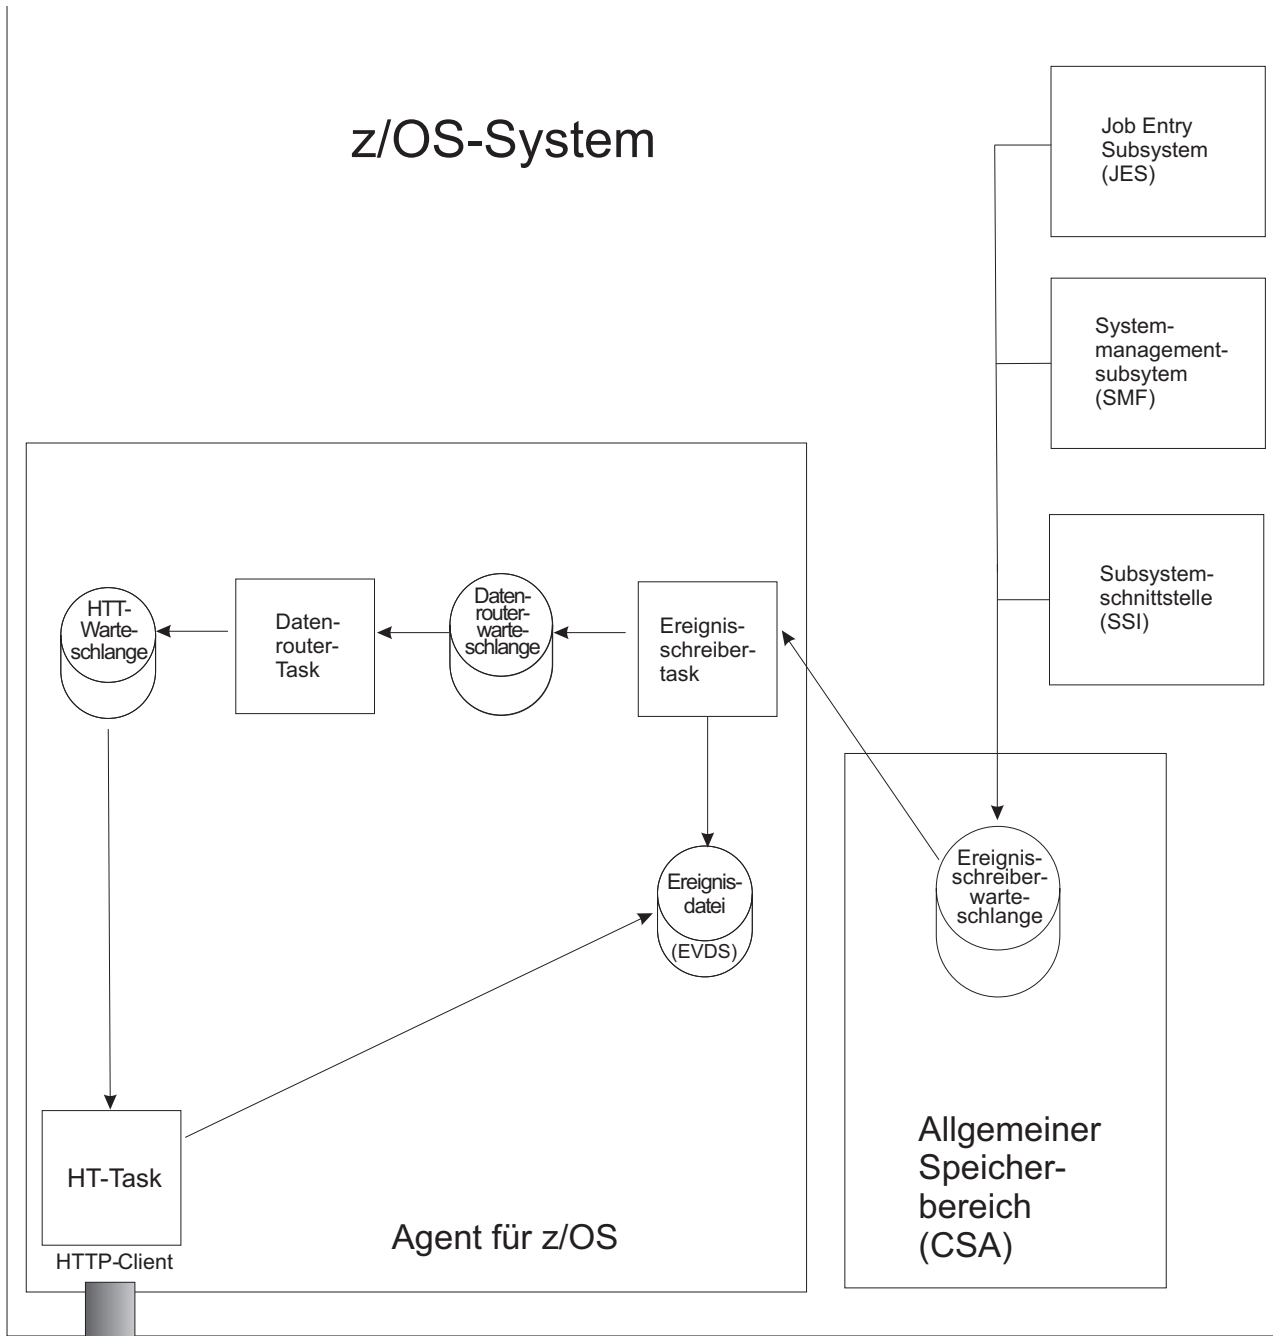 z/OS-System
Job Entry
Subsystem
(JES)
System-
management-
subsytem
(SMF)
Subsystem-
schnittstelle
(SSI)
HTT-
Warte-
schlange
Daten-
router-
Task
Daten-
router-
warte-
schlange
Ereignis-
schreiber-
task
Ereignis-
datei
(EVDS)
Ereignis-
schreiber-
warte-
schlange
HT-Task
HTTP-Client
Agent für z/OS
Allgemeiner
Speicher-
bereich
(CSA)